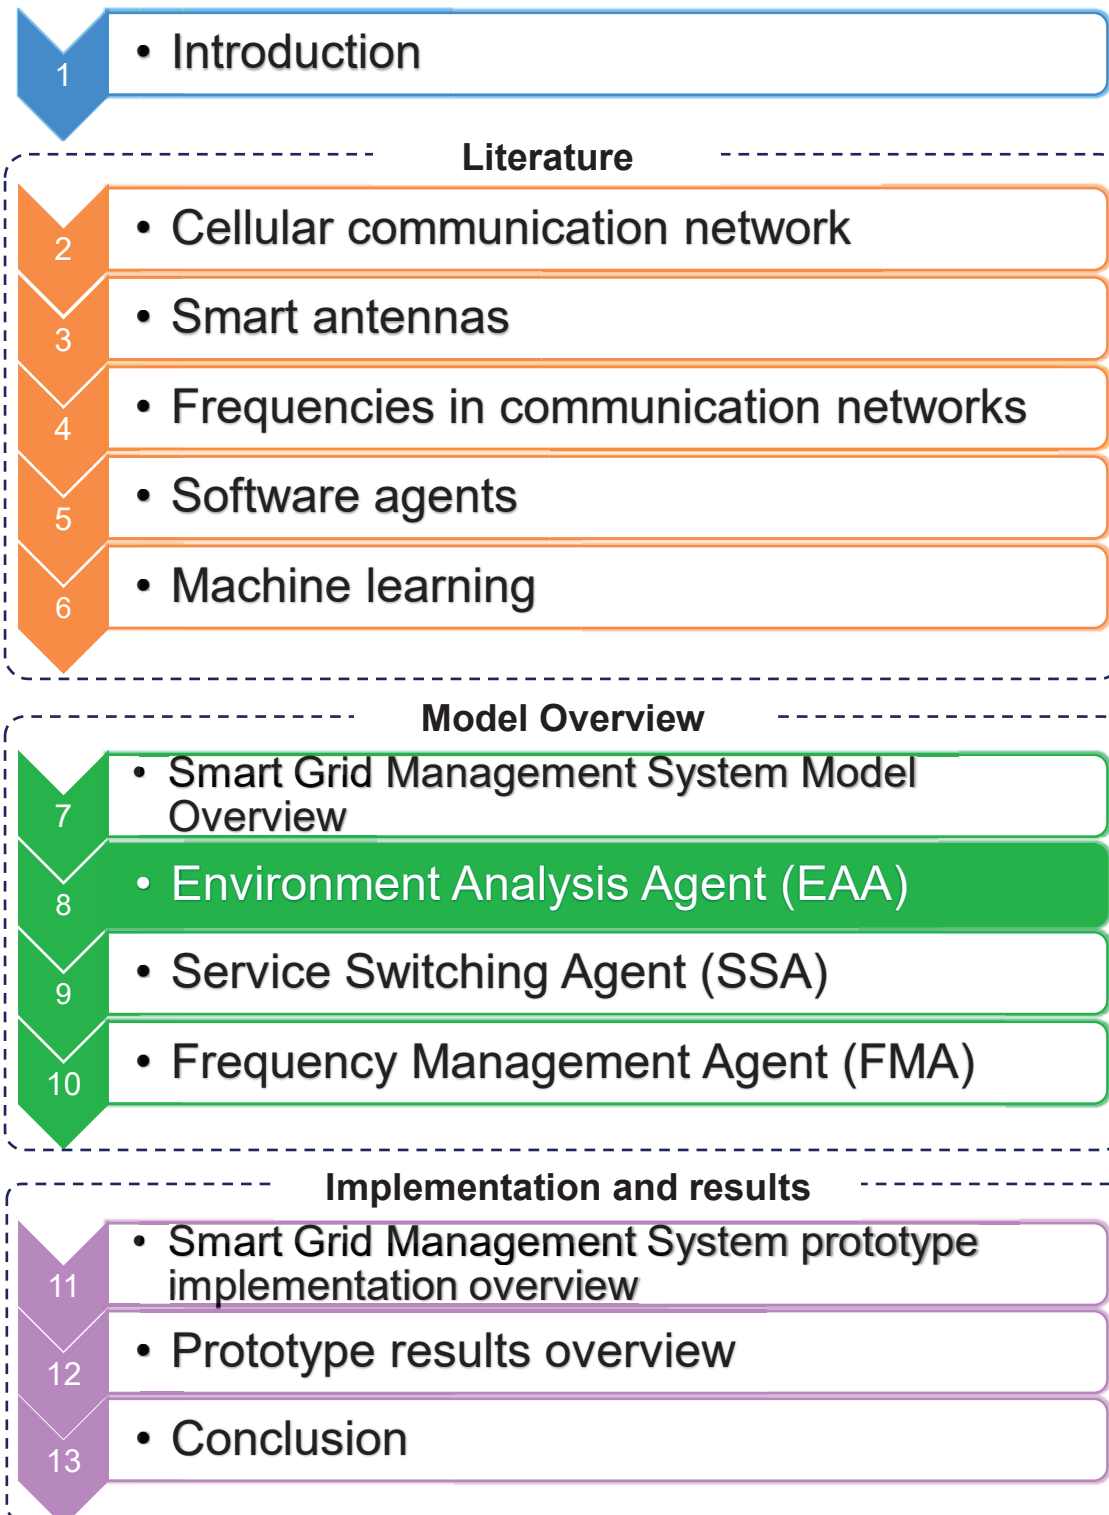 1
• Introduction
Literature
2
• Cellular communication network
3
• Smart antennas
4
• Frequencies in communication networks
5
• Software agents
6
• Machine learning
Model Overview
7
• Smart Grid Management System Model
Overview
8
• Environment Analysis Agent (EAA)
9
• Service Switching Agent (SSA)
10
• Frequency Management Agent (FMA)
Implementation and results
11
• Smart Grid Management System prototype
implementation overview
12
• Prototype results overview
13
• Conclusion